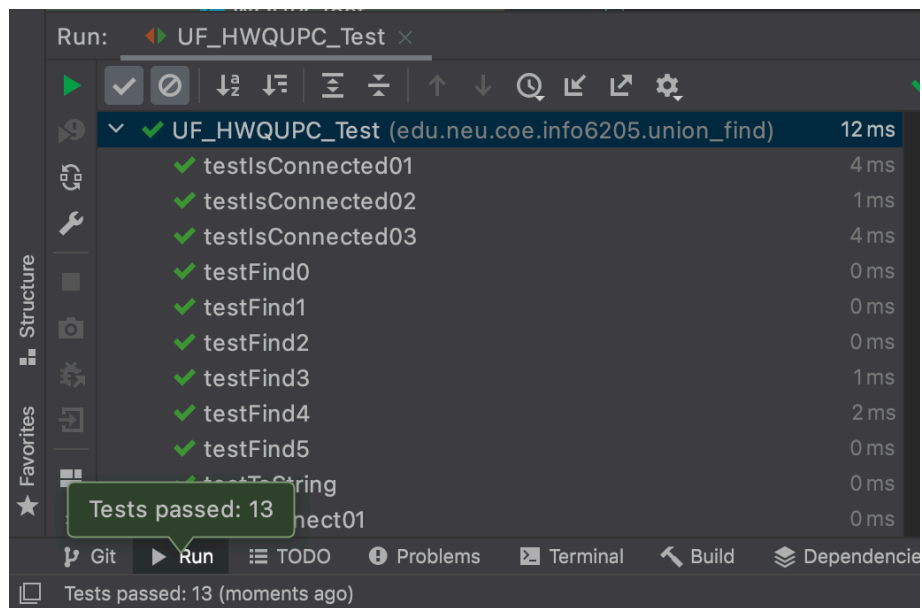 Run: UF_HWQUPC_Test
UF_HWQUPC_Test (edu.neu.coe.info6205.union_find) 12 ms
testIsConnected01 4 ms
testIsConnected02 1 ms
testIsConnected03 4 ms
testFind0 0 ms
testFind1 0 ms
testFind2 0 ms
testFind3 1 ms
testFind4 2 ms
testFind5 0 ms
testToString 0 ms
nect01 0 ms
Tests passed: 13
Structure
Favorites
Git Run TODO Problems Terminal Build Dependencie
Tests passed: 13 (moments ago)